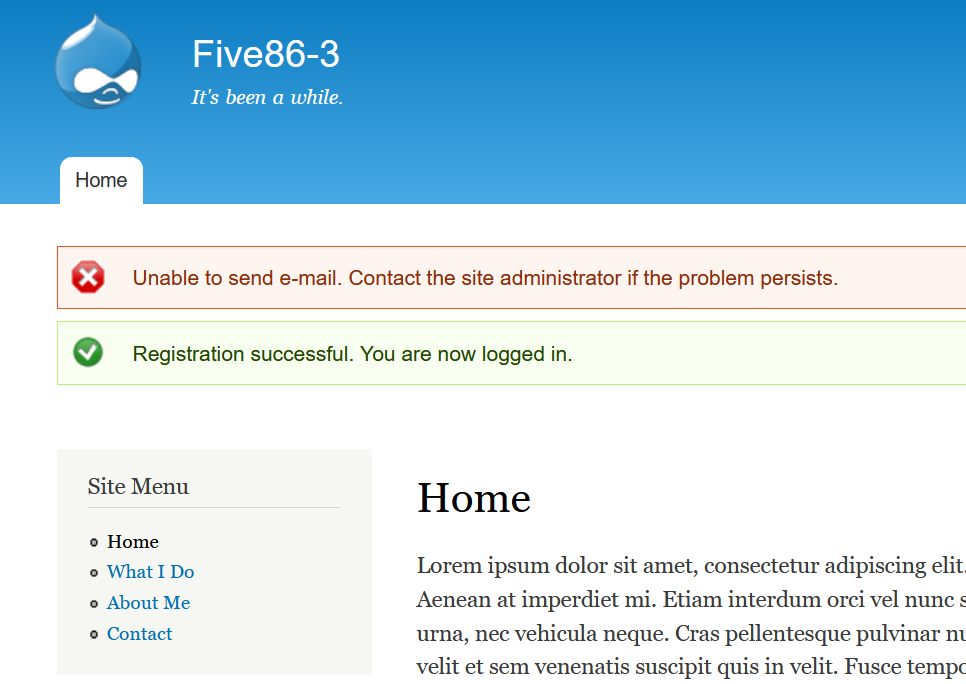 Five86-3
It's been a while.
Home
Unable to send e-mail. Contact the site administrator if the problem persists.
Registration successful. You are now logged in.
Site Menu
Home
What I Do
About Me
Contact
Home
Lorem ipsum dolor sit amet, consectetur adipiscing elit.
Aenean at imperdiet mi. Etiam interdum orci vel nunc s
urna, nec vehicula neque. Cras pellentesque pulvinar nu
velit et sem venenatis suscipit quis in velit. Fusce tempo